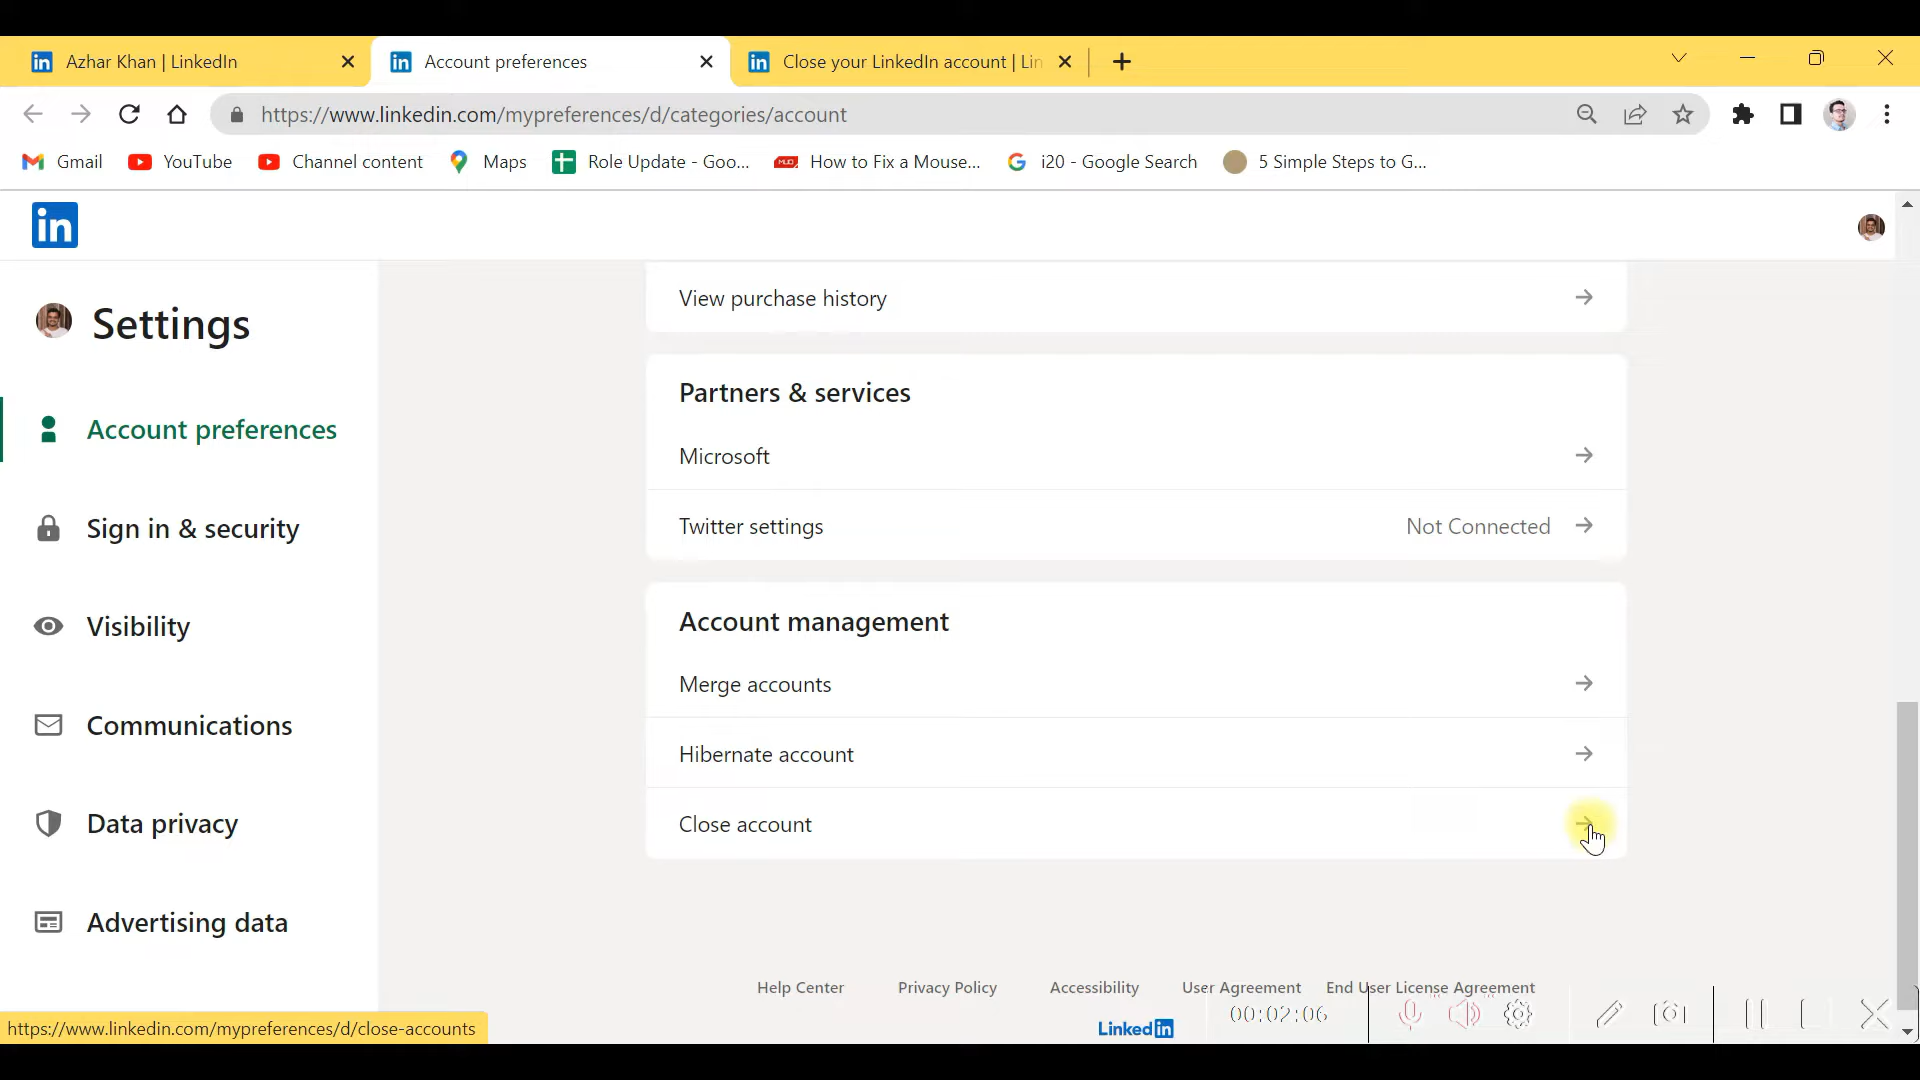 Azhar Khan | LinkedIn
Account preferences
Close your LinkedIn account | Lin
https://www.linkedin.com/mypreferences/d/categories/account
Gmail
YouTube
Channel content
Maps
Role Update - Goo...
How to Fix a Mouse...
i20 - Google Search
5 Simple Steps to G...
in
Settings
Account preferences
Sign in & security
Visibility
Communications
Data privacy
Advertising data
View purchase history
Partners & services
Microsoft
Twitter settings
Not Connected
Account management
Merge accounts
Hibernate account
Close account
Help Center
Privacy Policy
Accessibility
User Agreement
End User License Agreement
LinkedIn
00:02:06
https://www.linkedin.com/mypreferences/d/close-accounts